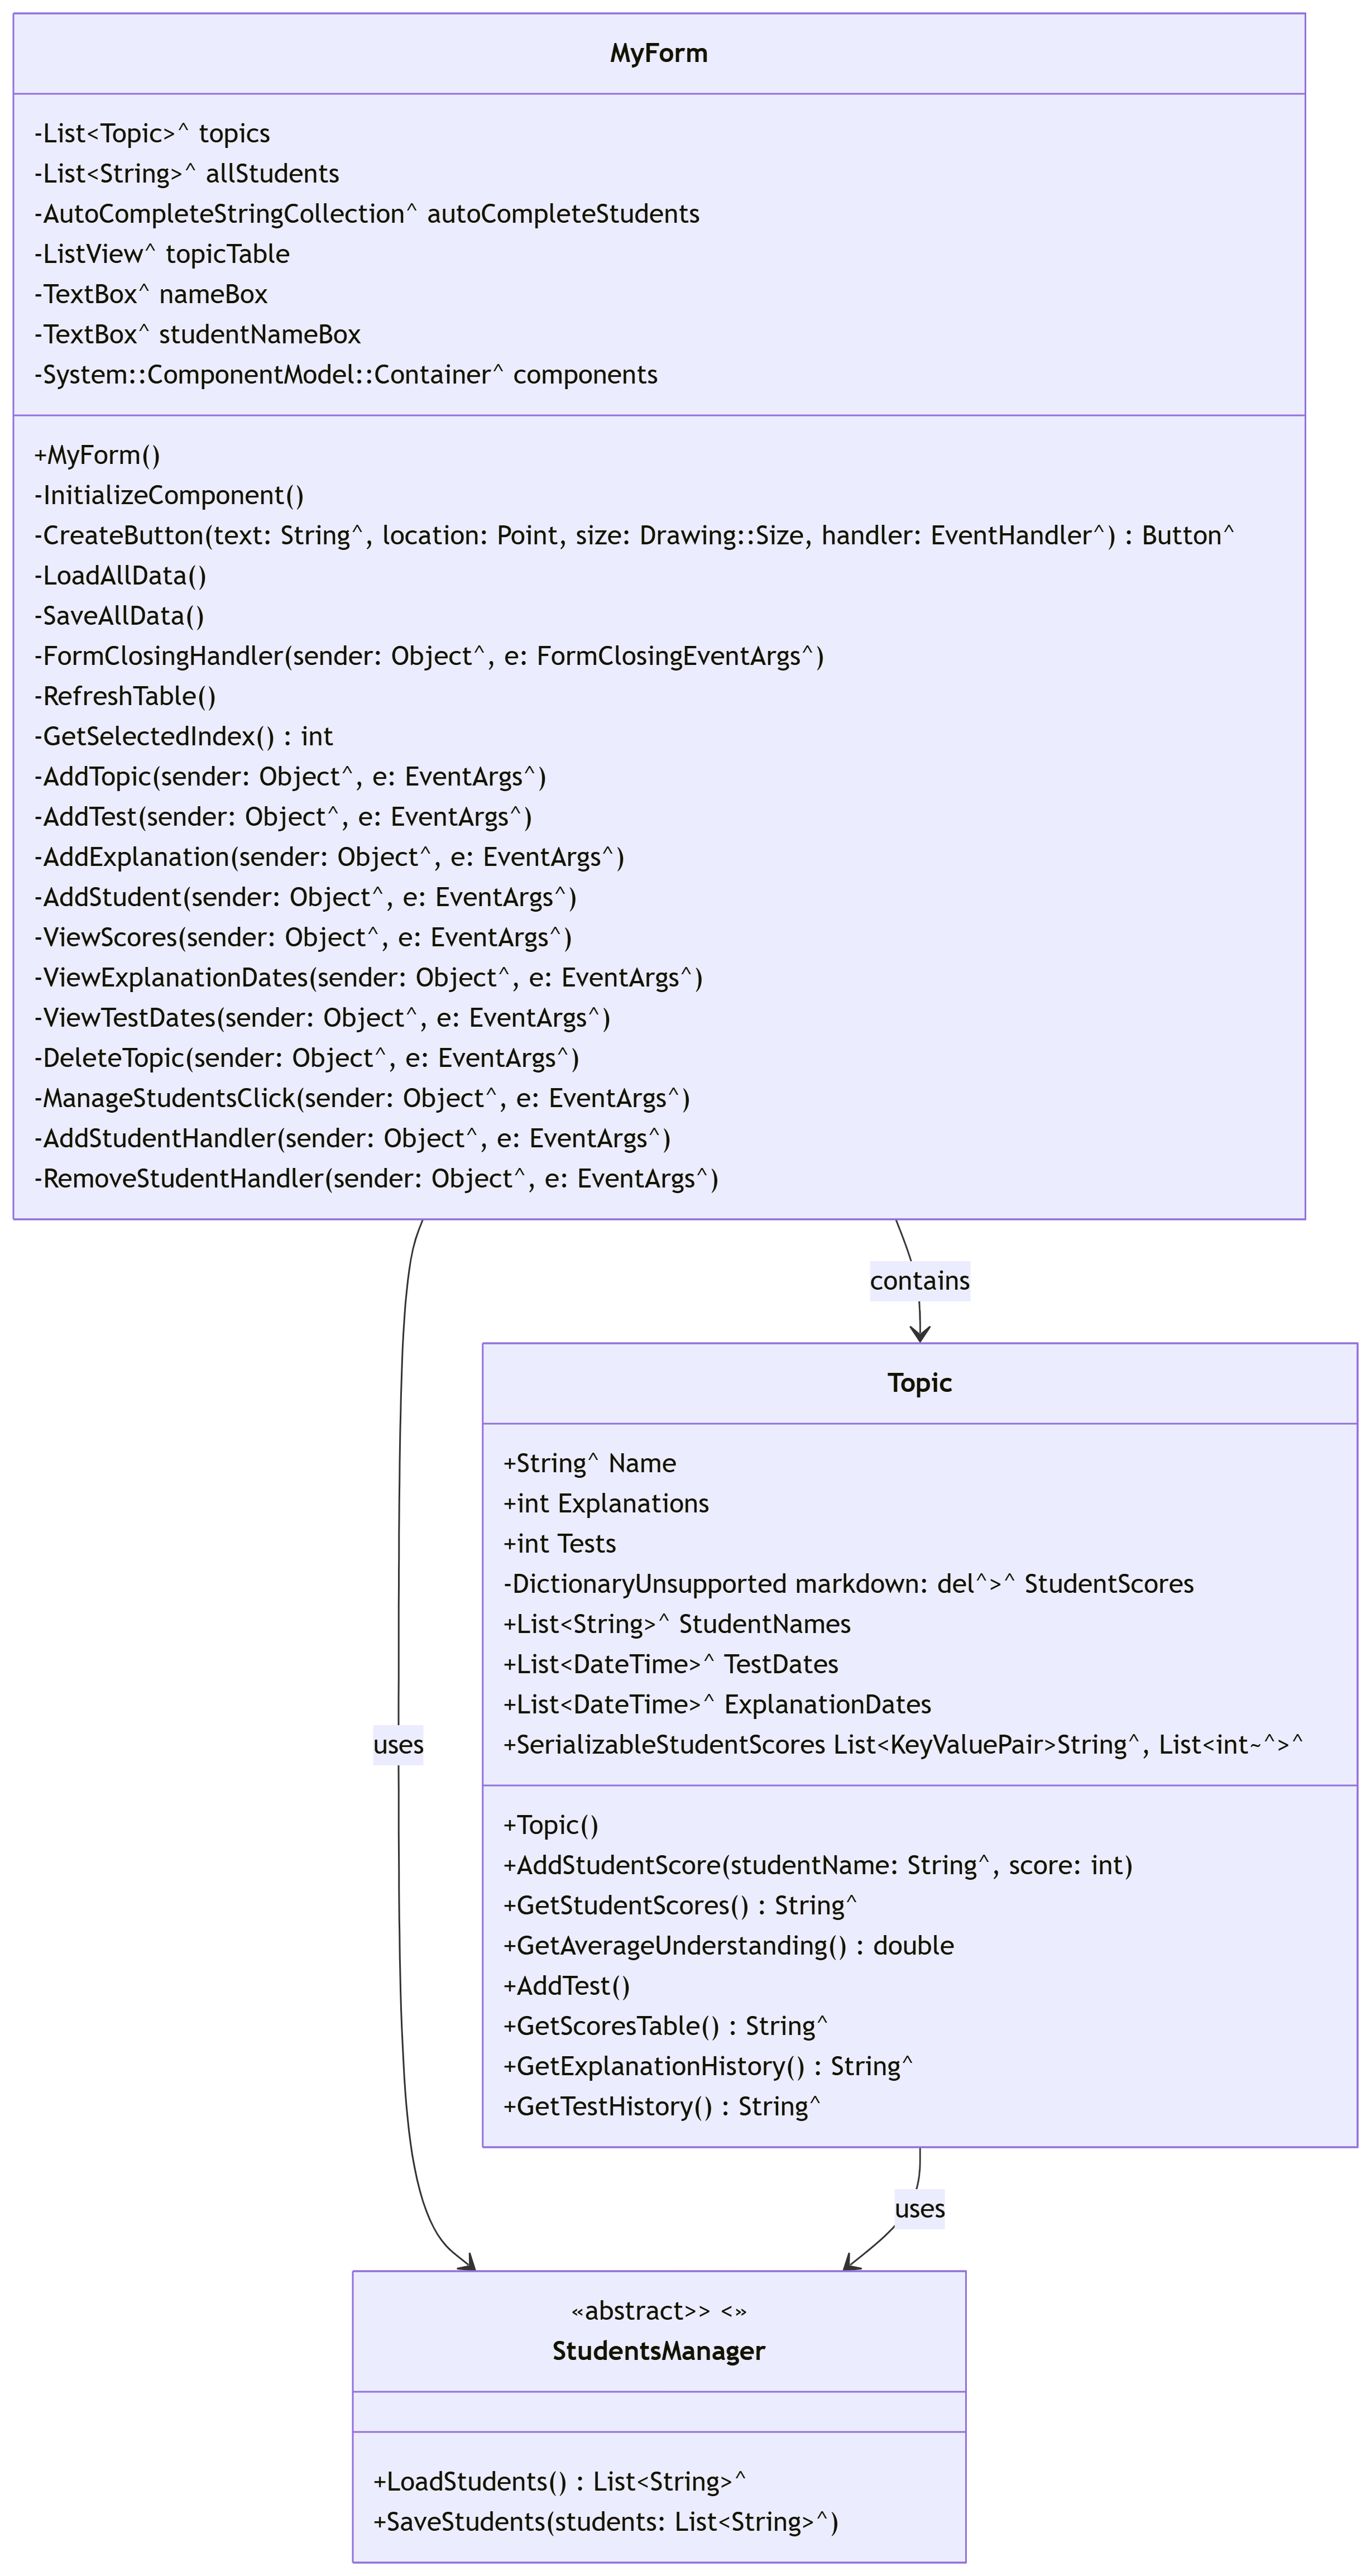 MyForm
-List<Topic>^ topics
-List<String>^ allStudents
-AutoCompleteStringCollection^ autoCompleteStudents
-ListView^ topicTable
-TextBox^ nameBox
-TextBox^ studentNameBox
-System::ComponentModel::Container^ components
+MyForm()
-InitializeComponent()
-CreateButton(text: String^, location: Point, size: Drawing::Size, handler: EventHandler^) : Button^
-LoadAllData()
-SaveAllData()
-FormClosingHandler(sender: Object^, e: FormClosingEventArgs^)
-RefreshTable()
-GetSelectedIndex() : int
-AddTopic(sender: Object^, e: EventArgs^)
-AddTest(sender: Object^, e: EventArgs^)
-AddExplanation(sender: Object^, e: EventArgs^)
-AddStudent(sender: Object^, e: EventArgs^)
-ViewScores(sender: Object^, e: EventArgs^)
-ViewExplanationDates(sender: Object^, e: EventArgs^)
-ViewTestDates(sender: Object^, e: EventArgs^)
-DeleteTopic(sender: Object^, e: EventArgs^)
-ManageStudentsClick(sender: Object^, e: EventArgs^)
-AddStudentHandler(sender: Object^, e: EventArgs^)
-RemoveStudentHandler(sender: Object^, e: EventArgs^)
contains
Topic
+String^ Name
+int Explanations
+int Tests
-DictionaryUnsupported markdown: del^>^ StudentScores
+List<String>^ StudentNames
+List<DateTime>^ TestDates
+List<DateTime>^ ExplanationDates
+SerializableStudentScores List<KeyValuePair>String^, List<int~^>^
+Topic()
+AddStudentScore(studentName: String^, score: int)
+GetStudentScores() : String^
+GetAverageUnderstanding() : double
+AddTest()
+GetScoresTable() : String^
+GetExplanationHistory() : String^
+GetTestHistory() : String^
uses
uses
«abstract>> <»
StudentsManager
+LoadStudents() : List<String>^
+SaveStudents(students: List<String>^)